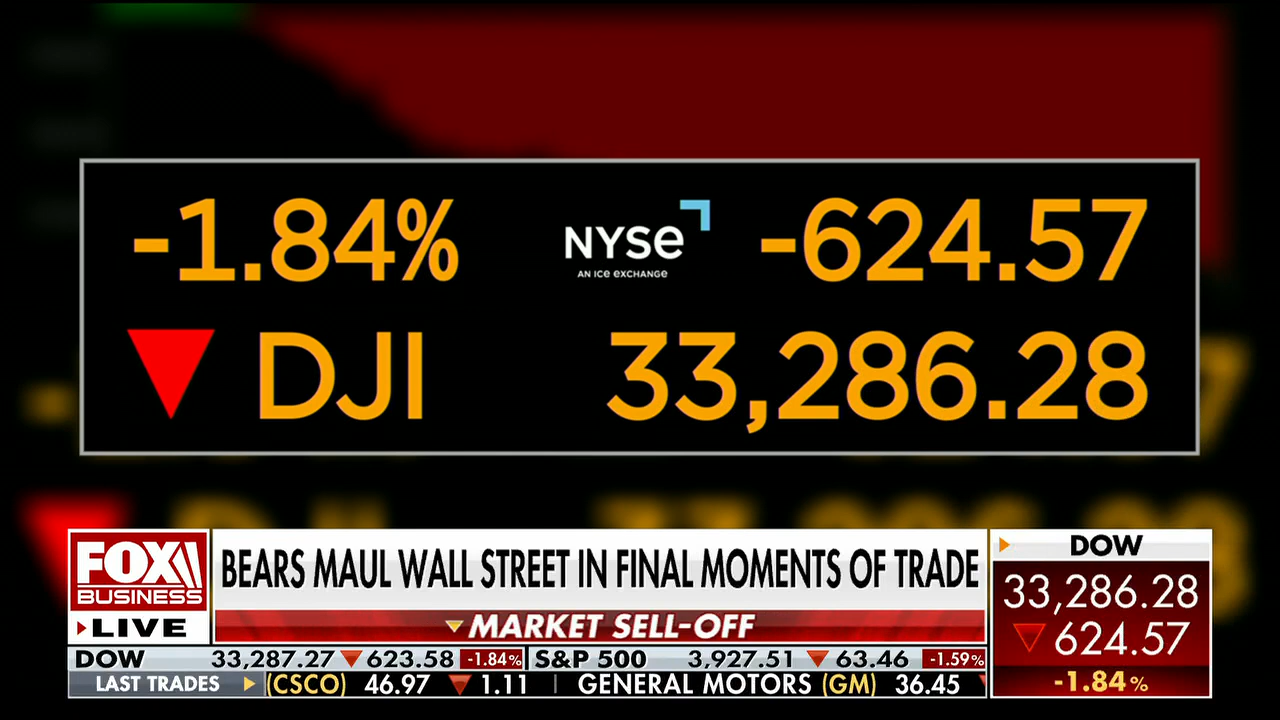 -1.84%
NYSE
AN ICE EXCHANGE
-624.57
DJI
33,286.28
FOX BUSINESS
LIVE
BEARS MAUL WALL STREET IN FINAL MOMENTS OF TRADE
MARKET SELL-OFF
DOW
33,286.28
624.57
-1.84%
DOW 33,287.27 623.58 -1.84% S&P 500 3,927.51 63.46 -1.59%
LAST TRADES (CSCO) 46.97 1.11 GENERAL MOTORS (GM) 36.45